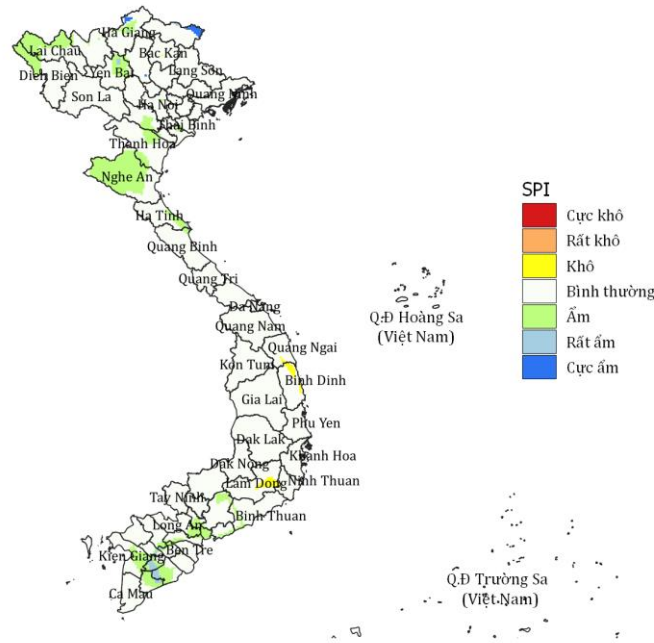 Ha Giang
Lai Chau
Bac Kan
Dien Bien
Yen Bai
Lang Son
Son La
Ha Noi
Quang Ninh
Thai Binh
Thanh Hoa
Nghe An
Ha Tinh
Quang Binh
Quang Tri
Da Nang
Quang Nam
Quang Ngai
Kon Tum
Binh Dinh
Gia Lai
Phu Yen
Dak Lak
Khanh Hoa
Dak Nong
Lam Dong
Ninh Thuan
Tay Ninh
Binh Thuan
Long An
Ben Tre
Kien Giang
Ca Mau
Q.Đ Hoàng Sa
(Việt Nam)
Q.Đ Trường Sa
(Việt Nam)
SPI
Cực khô
Rất khô
Khô
Bình thường
Ẩm
Rất ẩm
Cực ẩm